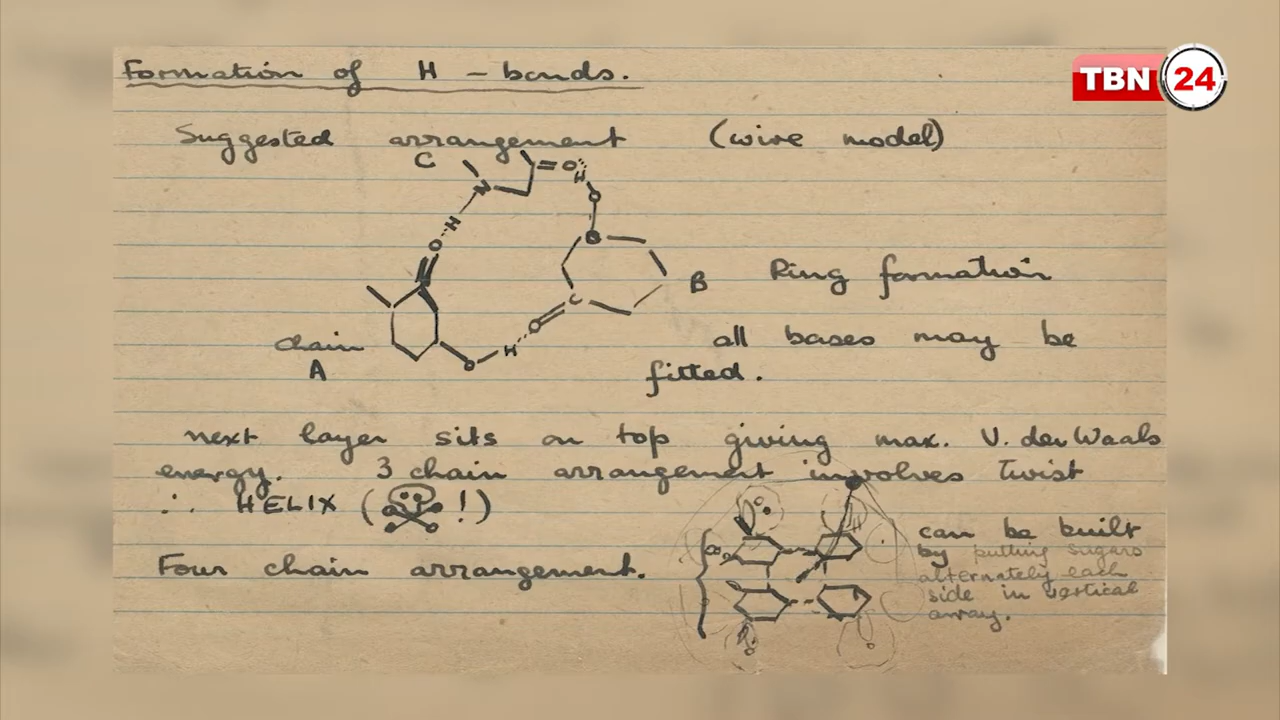 TBN 24
Formation of H - bonds.
Suggested arrangement (wire model)
C
O
H
N
O
H
O
B Ring formation
C
O
chain
A
H
O
all bases may be
fitted.
next layer sits on top giving max. V. der Waals
energy. 3 chain arrangement involves twist
∴ HELIX (☠!)
Four chain arrangement.
can be built
by putting sugars
alternately each
side in vertical
array.